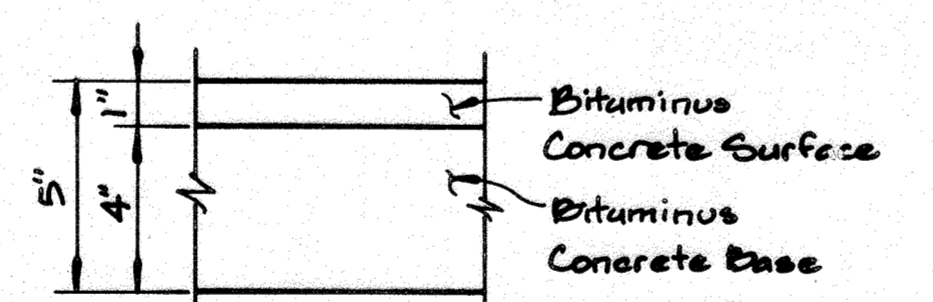 1"
5"
4"
Bituminus
Concrete Surface
Bituminus
Concrete Base